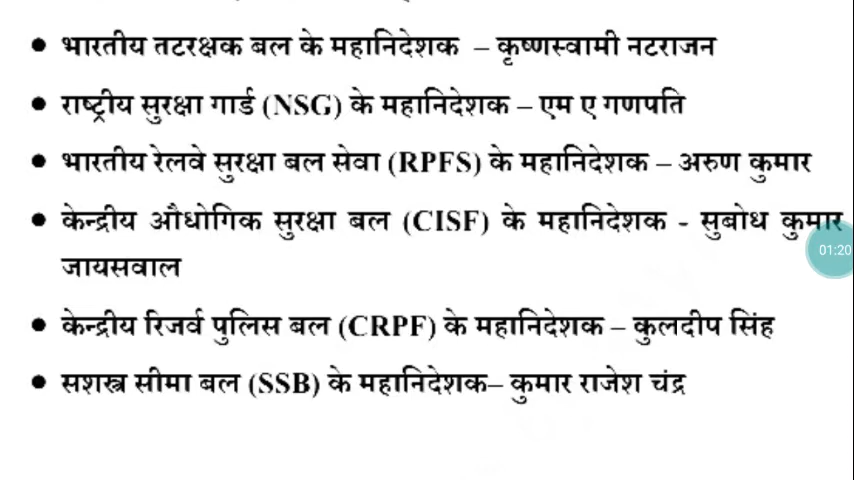 • भारतीय तटरक्षक बल के महानिदेशक – कृष्णस्वामी नटराजन
• राष्ट्रीय सुरक्षा गार्ड (NSG) के महानिदेशक – एम ए गणपति
• भारतीय रेलवे सुरक्षा बल सेवा (RPFS) के महानिदेशक – अरुण कुमार
• केन्द्रीय औधोगिक सुरक्षा बल (CISF) के महानिदेशक - सुबोध कुमार
01:20
जायसवाल
• केन्द्रीय रिजर्व पुलिस बल (CRPF) के महानिदेशक – कुलदीप सिंह
• सशस्त्र सीमा बल (SSB) के महानिदेशक– कुमार राजेश चंद्र